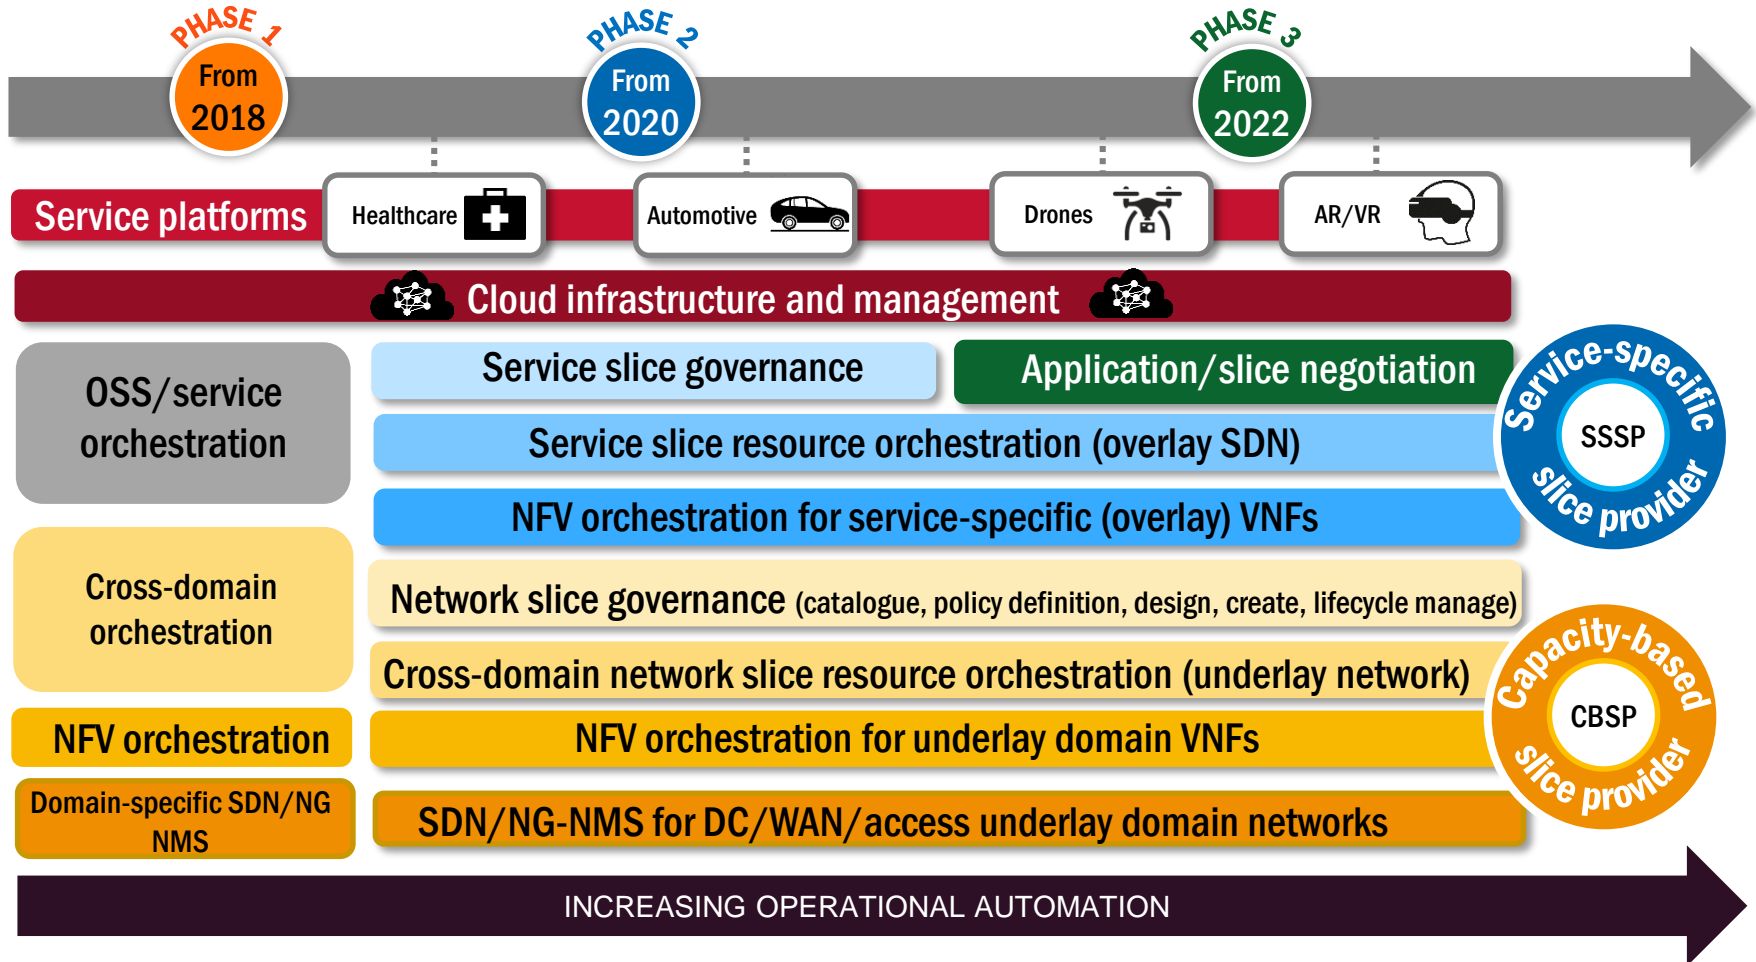 PHASE 1
From
2018
PHASE 2
From
2020
PHASE 3
From
2022
Service platforms
Healthcare
Automotive
Drones
AR/VR
Cloud infrastructure and management
OSS/service
orchestration
Service slice governance
Application/slice negotiation
Service slice resource orchestration (overlay SDN)
NFV orchestration for service-specific (overlay) VNFs
Service-specific
SSSP
slice provider
Cross-domain
orchestration
Network slice governance (catalogue, policy definition, design, create, lifecycle manage)
Cross-domain network slice resource orchestration (underlay network)
NFV orchestration
NFV orchestration for underlay domain VNFs
Domain-specific SDN/NG
NMS
SDN/NG-NMS for DC/WAN/access underlay domain networks
Capacity-based
CBSP
slice provider
INCREASING OPERATIONAL AUTOMATION